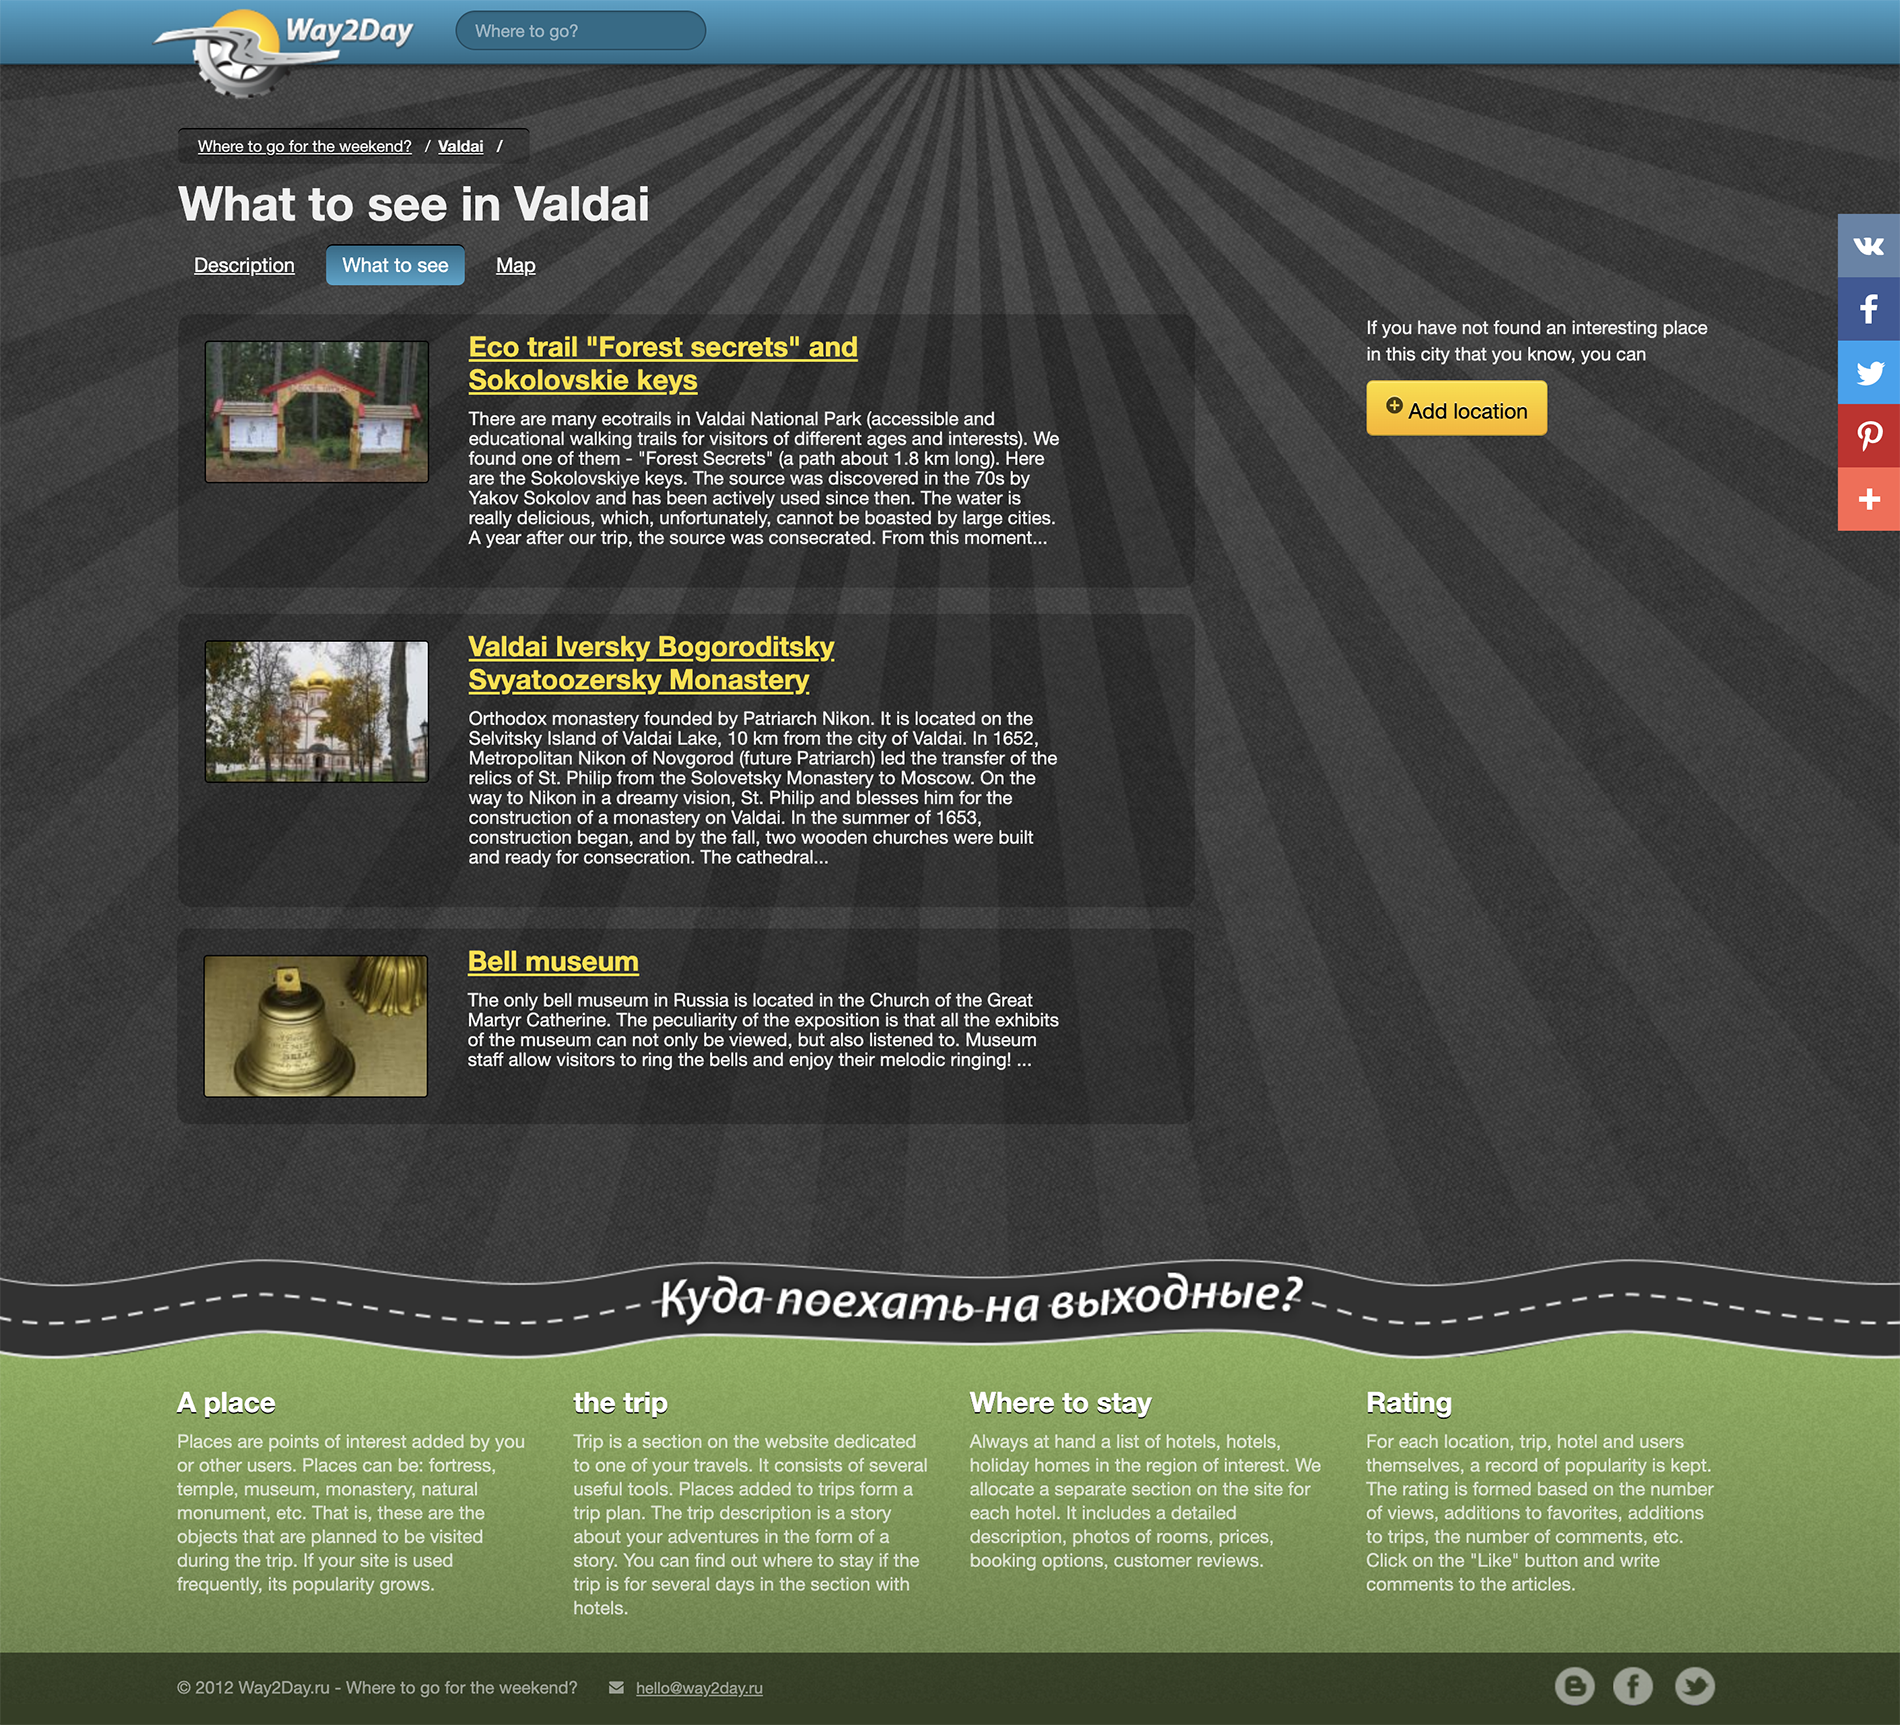 Way2Day
Where to go?
Where to go for the weekend? / Valdai /
What to see in Valdai
Description
What to see
Map
Eco trail "Forest secrets" and
Sokolovskie keys
There are many ecotrails in Valdai National Park (accessible and
educational walking trails for visitors of different ages and interests). We
found one of them - "Forest Secrets" (a path about 1.8 km long). Here
are the Sokolovskiye keys. The source was discovered in the 70s by
Yakov Sokolov and has been actively used since then. The water is
really delicious, which, unfortunately, cannot be boasted by large cities.
A year after our trip, the source was consecrated. From this moment...
If you have not found an interesting place
in this city that you know, you can
Add location
Valdai Iversky Bogoroditsky
Svyatoozersky Monastery
Orthodox monastery founded by Patriarch Nikon. It is located on the
Selvitsky Island of Valdai Lake, 10 km from the city of Valdai. In 1652,
Metropolitan Nikon of Novgorod (future Patriarch) led the transfer of the
relics of St. Philip from the Solovetsky Monastery to Moscow. On the
way to Nikon in a dreamy vision, St. Philip and blesses him for the
construction of a monastery on Valdai. In the summer of 1653,
construction began, and by the fall, two wooden churches were built
and ready for consecration. The cathedral...
Bell museum
The only bell museum in Russia is located in the Church of the Great
Martyr Catherine. The peculiarity of the exposition is that all the exhibits
of the museum can not only be viewed, but also listened to. Museum
staff allow visitors to ring the bells and enjoy their melodic ringing! ...
Куда поехать на выходные?
A place
Places are points of interest added by you
or other users. Places can be: fortress,
temple, museum, monastery, natural
monument, etc. That is, these are the
objects that are planned to be visited
during the trip. If your site is used
frequently, its popularity grows.
the trip
Trip is a section on the website dedicated
to one of your travels. It consists of several
useful tools. Places added to trips form a
trip plan. The trip description is a story
about your adventures in the form of a
story. You can find out where to stay if the
trip is for several days in the section with
hotels.
Where to stay
Always at hand a list of hotels, hotels,
holiday homes in the region of interest. We
allocate a separate section on the site for
each hotel. It includes a detailed
description, photos of rooms, prices,
booking options, customer reviews.
Rating
For each location, trip, hotel and users
themselves, a record of popularity is kept.
The rating is formed based on the number
of views, additions to favorites, additions
to trips, the number of comments, etc.
Click on the "Like" button and write
comments to the articles.
© 2012 Way2Day.ru - Where to go for the weekend?
hello@way2day.ru